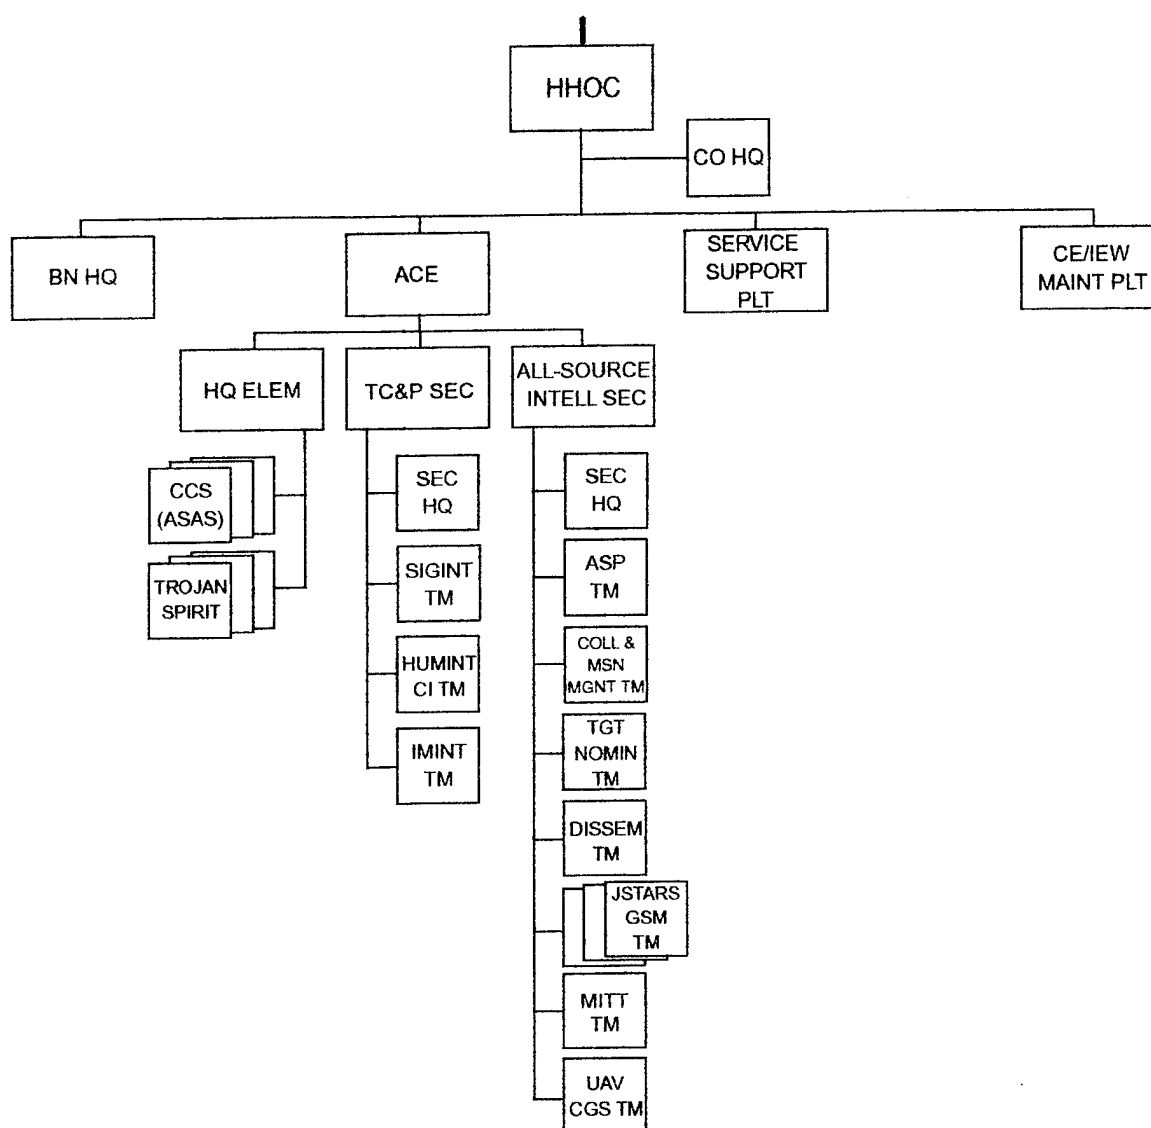 HHOC
CO HQ
BN HQ
ACE
SERVICE
SUPPORT
PLT
CE/IEW
MAINT PLT
HQ ELEM
TC&P SEC
ALL-SOURCE
INTELL SEC
CCS
(ASAS)
TROJAN
SPIRIT
SEC
HQ
SIGINT
TM
HUMINT
CI TM
IMINT
TM
SEC
HQ
ASP
TM
COLL &
MSN
MGNT TM
TGT
NOMIN
TM
DISSEM
TM
JSTARS
GSM
TM
MITT
TM
UAV
CGS TM